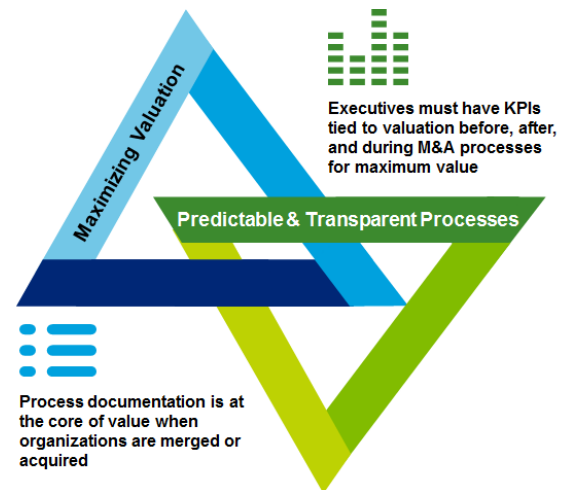 Maximizing Valuation
Executives must have KPIs
tied to valuation before, after,
and during M&A processes
for maximum value
Predictable & Transparent Processes
Process documentation is at
the core of value when
organizations are merged or
acquired